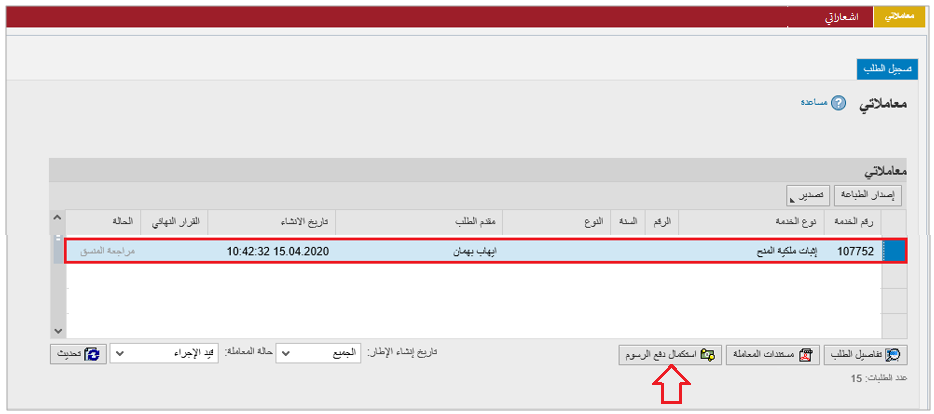 معاملاتي اشعاراتي
تسجيل الطلب
معاملاتي ? مساعدة
معاملاتي
إصدار الطباعة تصدير
رقم الخدمة نوع الخدمة الرقم السنة النوع مقدم الطلب تاريخ الانشاء القرار النهائي الحالة
107752 إثبات ملكية المنح ايهاب بهمان 15.04.2020 10:42:32 مراجعة المنسق
تفاصيل الطلب مستندات المعاملة استكمال دفع الرسوم تاريخ إنشاء الإطار: الجميع حالة المعاملة: قيد الإجراء تحديث
عدد الطلبات: 15